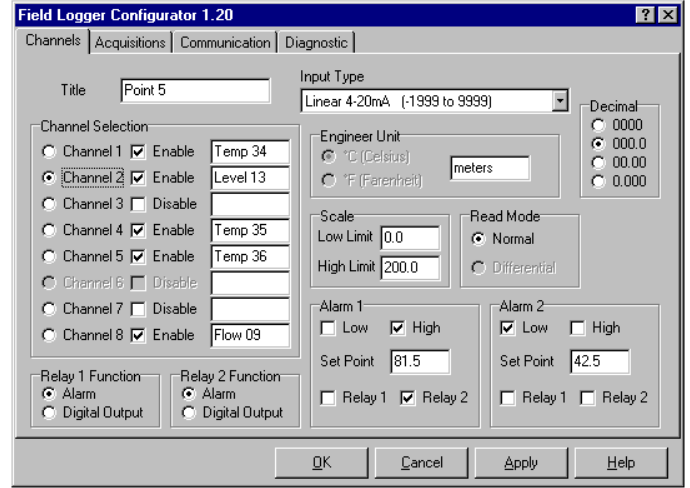 Field Logger Configurator 1.20
Channels Acquisitions Communication Diagnostic
Title Point 5
Input Type
Linear 4-20mA (-1999 to 9999)
Decimal
0000
000.0
00.00
0.000
Channel Selection
Channel 1 Enable Temp 34
Channel 2 Enable Level 13
Channel 3 Disable
Channel 4 Enable Temp 35
Channel 5 Enable Temp 36
Channel 6 Disable
Channel 7 Disable
Channel 8 Enable Flow 09
Engineer Unit
°C (Celsius)
°F (Farenheit)
meters
Scale
Low Limit 0.0
High Limit 200.0
Read Mode
Normal
Differential
Alarm 1
Low High
Set Point 81.5
Relay 1 Relay 2
Alarm 2
Low High
Set Point 42.5
Relay 1 Relay 2
Relay 1 Function
Alarm
Digital Output
Relay 2 Function
Alarm
Digital Output
OK Cancel Apply Help